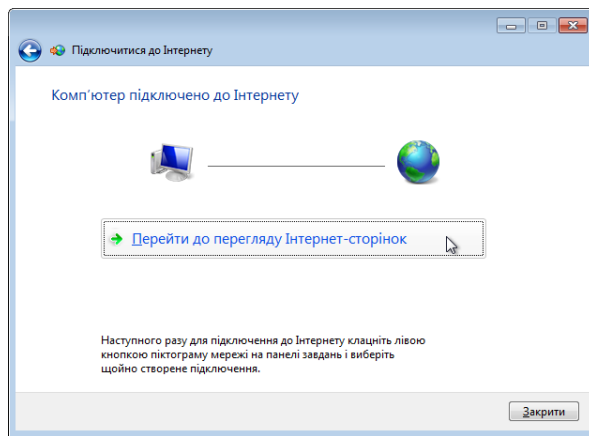 Підключитися до Інтернету
Комп'ютер підключено до Інтернету
Перейти до перегляду Інтернет-сторінок
Наступного разу для підключення до Інтернету клацніть лівою
кнопкою піктограму мережі на панелі завдань і виберіть
щойно створене підключення.
Закрити